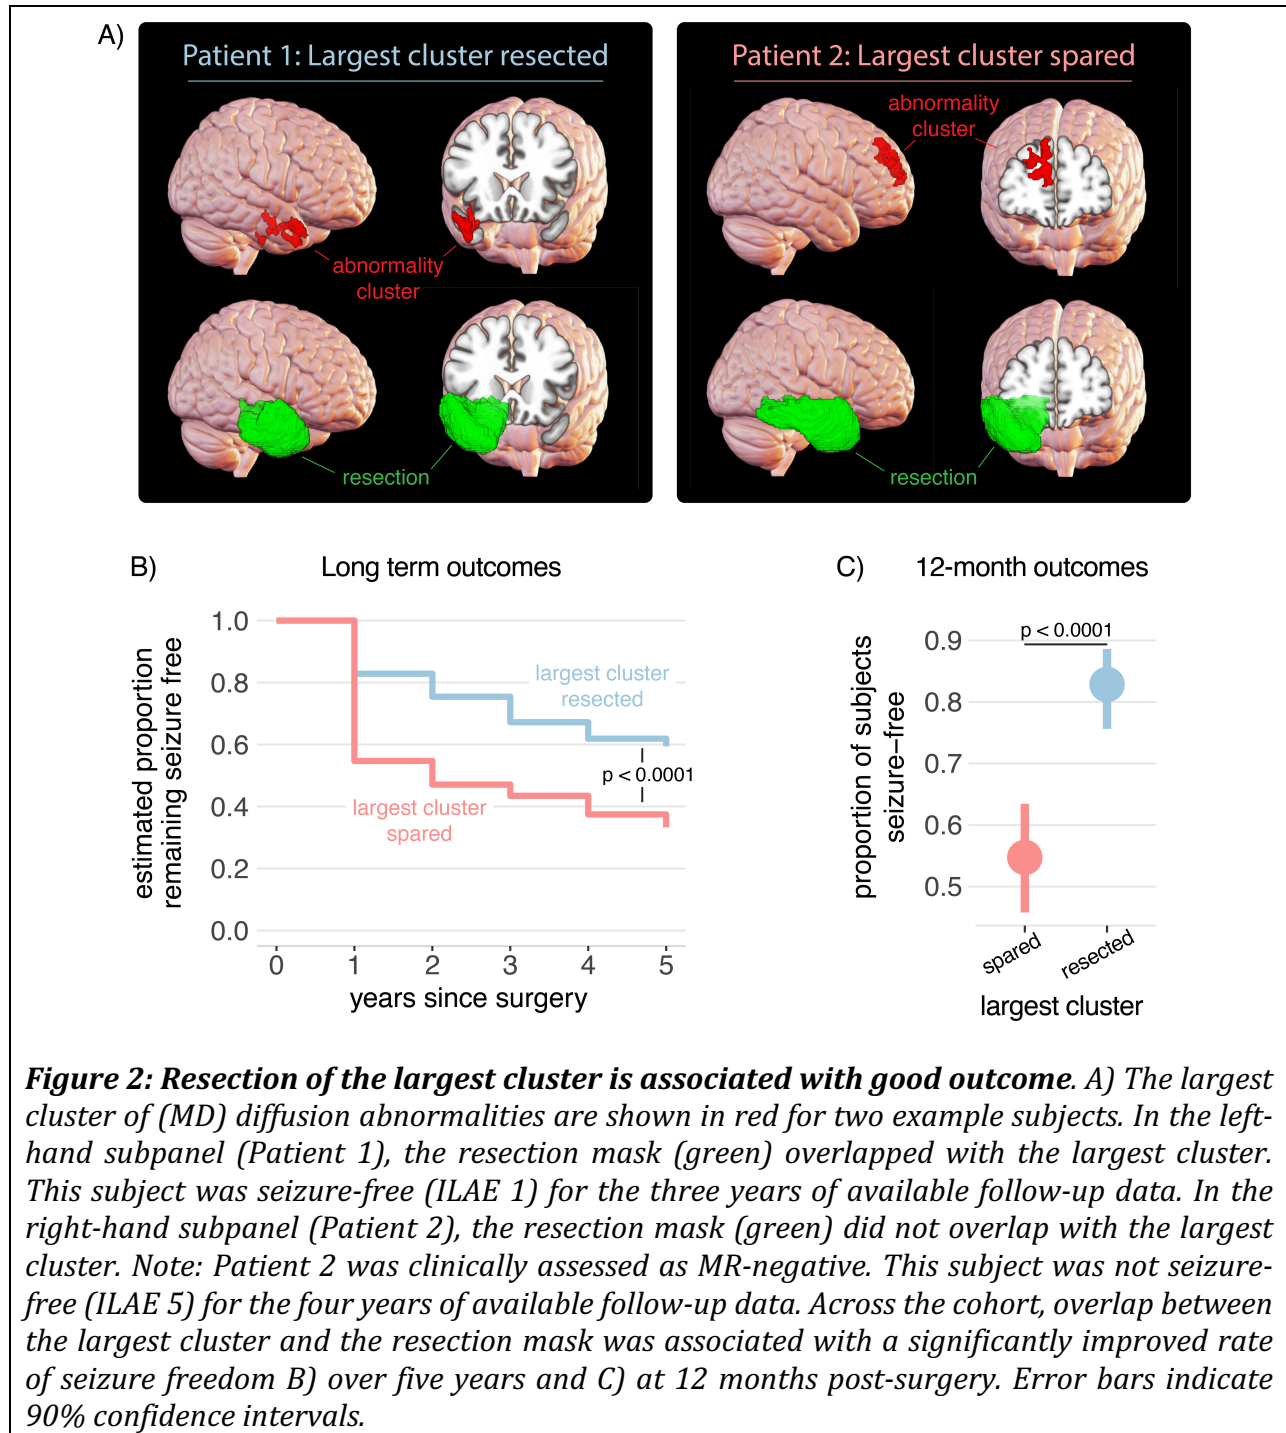 A)
Patient 1: Largest cluster resected
abnormality
cluster
resection
Patient 2: Largest cluster spared
abnormality
cluster
resection
B)
Long term outcomes
estimated proportion
remaining seizure free
1.0
0.8
0.6
0.4
0.2
0.0
largest cluster
resected
p < 0.0001
largest cluster
spared
0 1 2 3 4 5
years since surgery
C)
12-month outcomes
proportion of subjects
seizure-free
p < 0.0001
0.9
0.8
0.7
0.6
0.5
spared
resected
largest cluster
Figure 2: Resection of the largest cluster is associated with good outcome. A) The largest
cluster of (MD) diffusion abnormalities are shown in red for two example subjects. In the left-
hand subpanel (Patient 1), the resection mask (green) overlapped with the largest cluster.
This subject was seizure-free (ILAE 1) for the three years of available follow-up data. In the
right-hand subpanel (Patient 2), the resection mask (green) did not overlap with the largest
cluster. Note: Patient 2 was clinically assessed as MR-negative. This subject was not seizure-
free (ILAE 5) for the four years of available follow-up data. Across the cohort, overlap between
the largest cluster and the resection mask was associated with a significantly improved rate
of seizure freedom B) over five years and C) at 12 months post-surgery. Error bars indicate
90% confidence intervals.